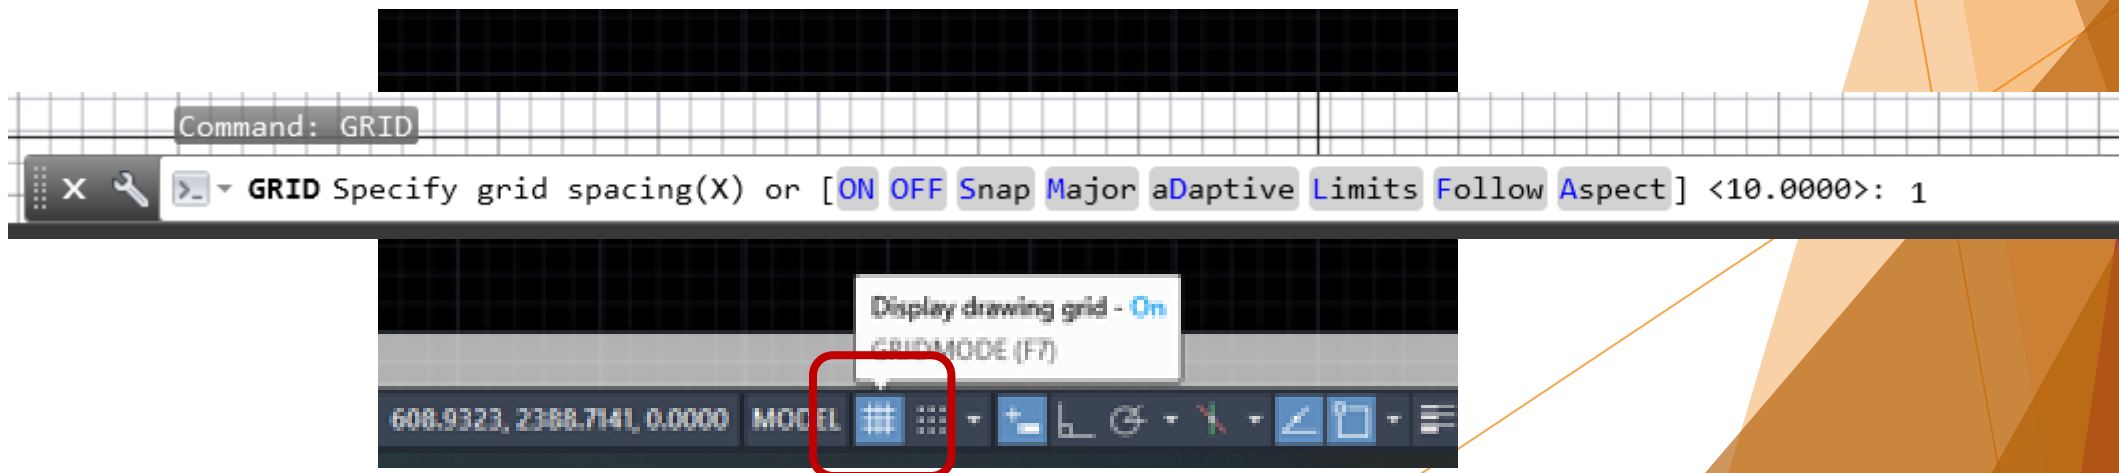 Command: GRID
GRID Specify grid spacing(X) or [ON OFF Snap Major aDaptive Limits Follow Aspect] <10.0000>: 1
Display drawing grid - On
GRIDMODE (F7)
608.9323, 2388.7141, 0.0000 MODEL